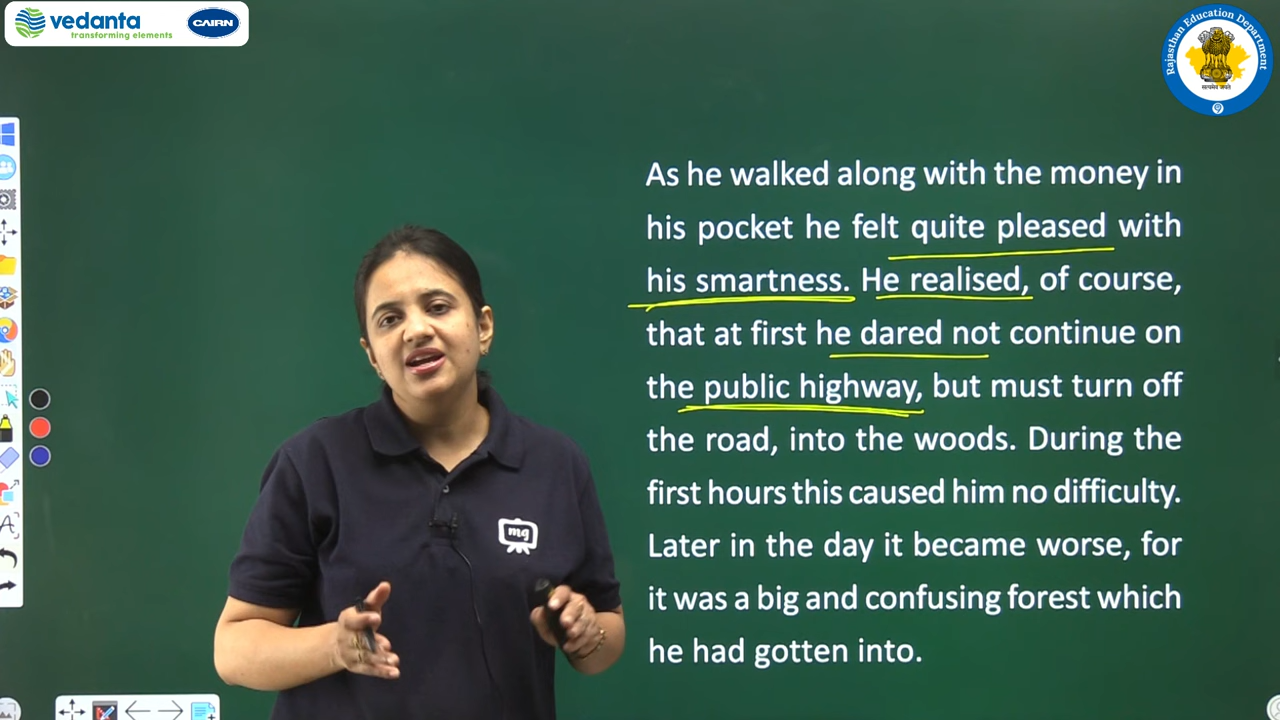 vedanta
transforming elements
CAIRN
Rajasthan Education Department
सत्यमेव जयते
As he walked along with the money in
his pocket he felt quite pleased with
his smartness. He realised, of course,
that at first he dared not continue on
the public highway, but must turn off
the road, into the woods. During the
first hours this caused him no difficulty.
Later in the day it became worse, for
it was a big and confusing forest which
he had gotten into.
mg
A